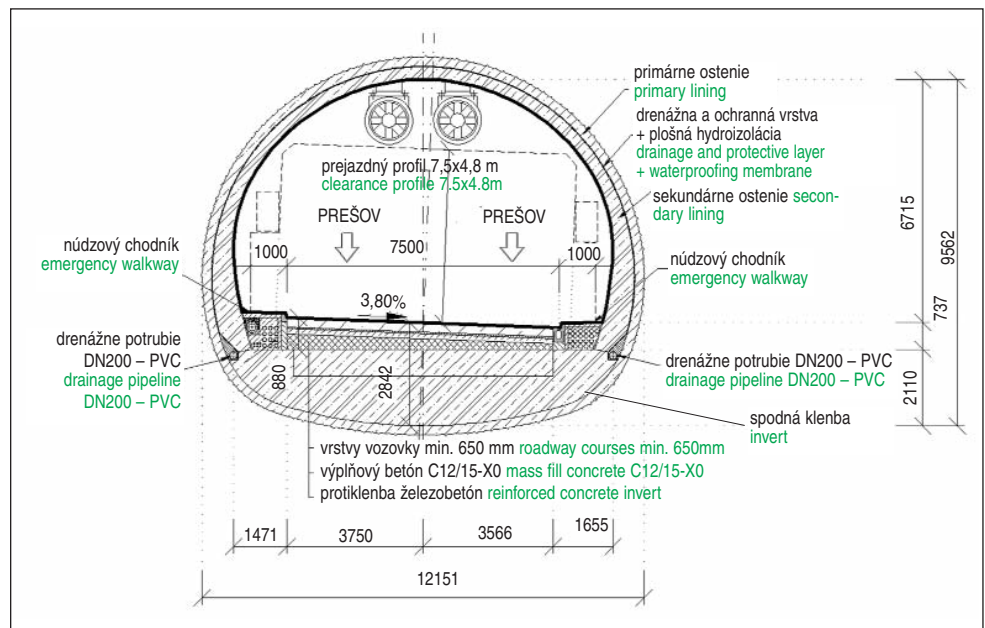 primárne ostenie
primary lining
drenážna a ochranná vrstva
+ plošná hydroizolácia
drainage and protective layer
+ waterproofing membrane
sekundárne ostenie secon-
dary lining
prejazdný profil 7,5x4,8 m
clearance profile 7.5x4.8m
PREŠOV
PREŠOV
1000
7500
1000
núdzový chodník
emergency walkway
núdzový chodník
emergency walkway
3,80%
6715
9562
737
2110
drenážne potrubie
DN200 – PVC
drainage pipeline
DN200 – PVC
880
2842
drenážne potrubie DN200 – PVC
drainage pipeline DN200 – PVC
spodná klenba
invert
vrstvy vozovky min. 650 mm roadway courses min. 650mm
výplňový betón C12/15-X0 mass fill concrete C12/15-X0
protiklenba železobetón reinforced concrete invert
1471
3750
3566
1655
12151